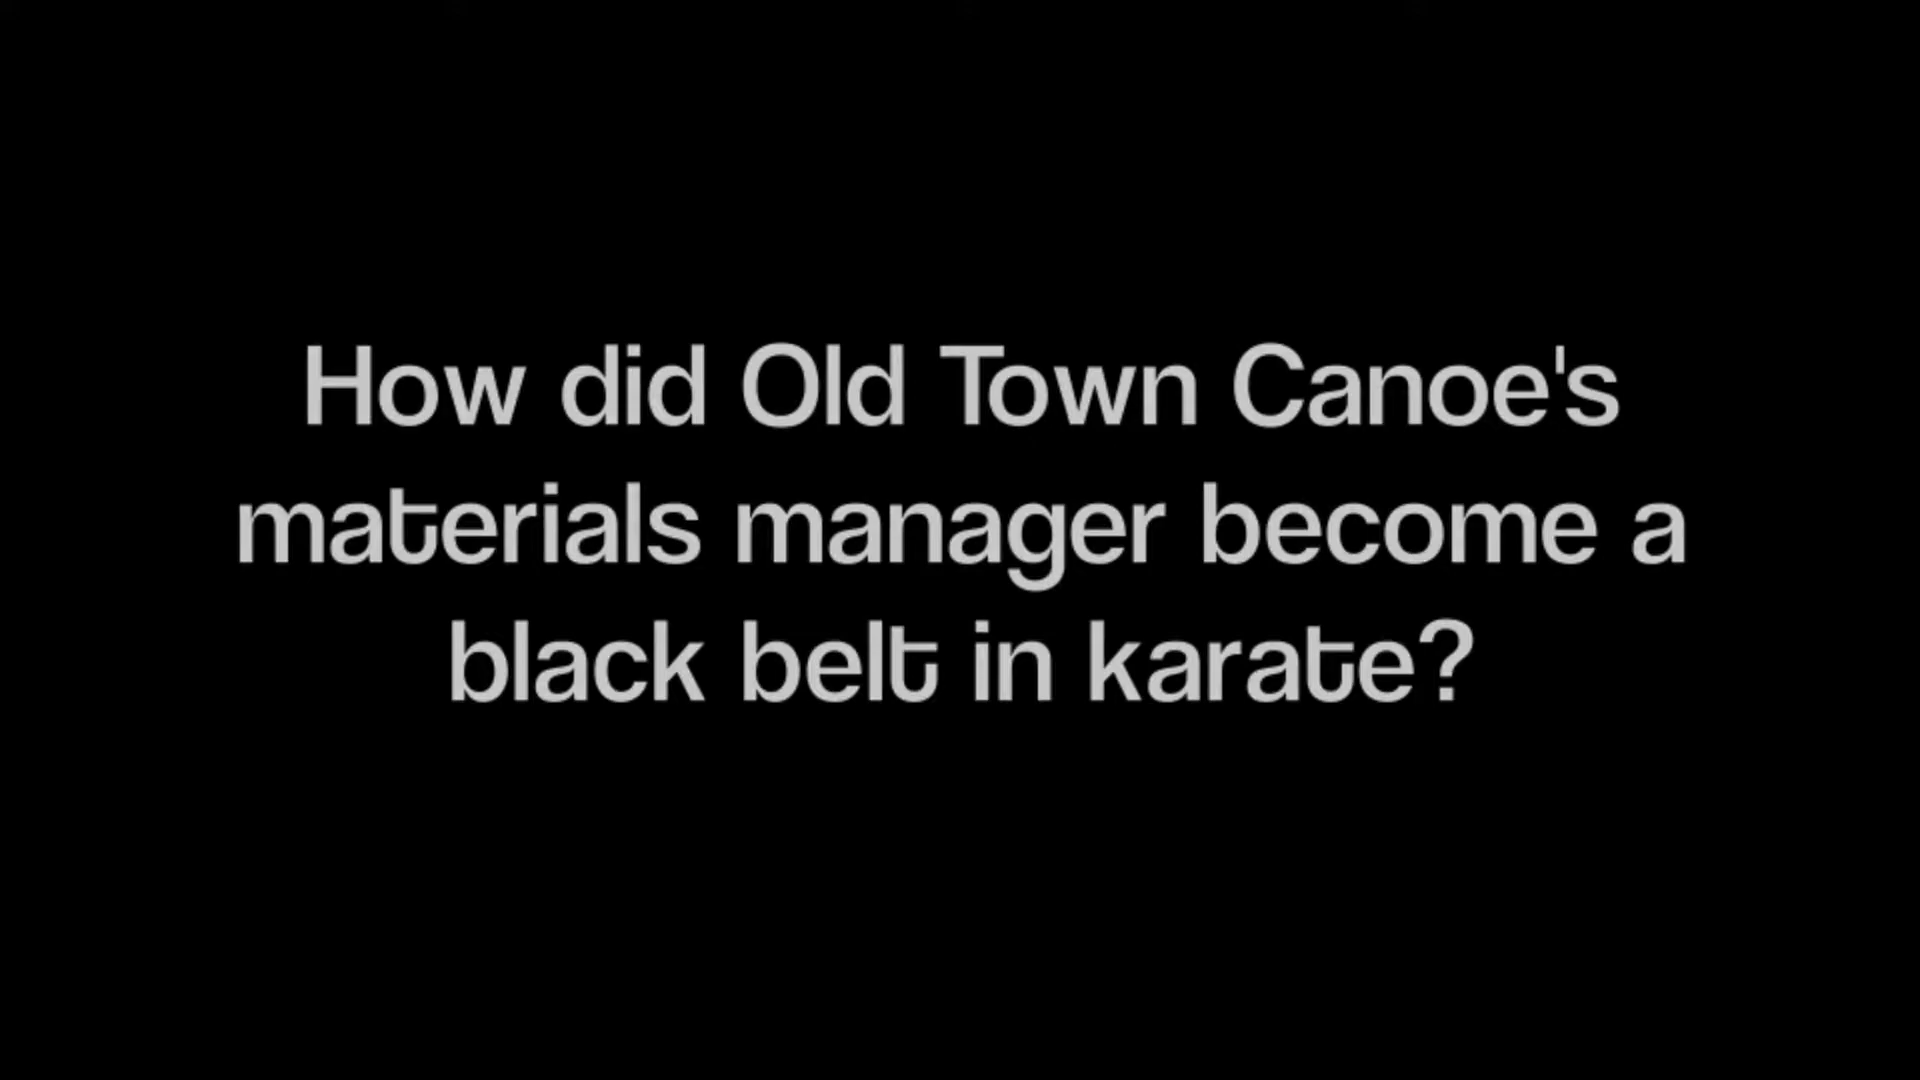 How did Old Town Canoe's
materials manager become a
black belt in karate?